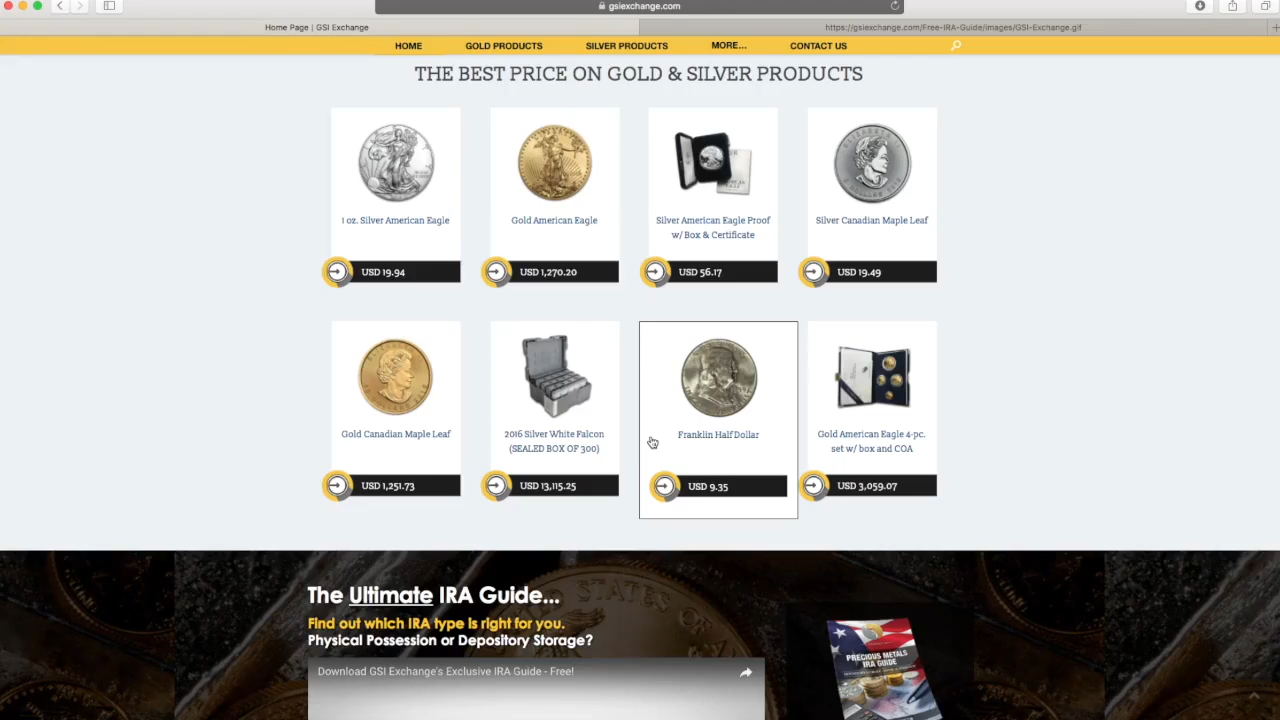 gsiexchange.com
Home Page | GSI Exchange
https://gsiexchange.com/Free-IRA-Guide/images/GSI-Exchange.gif
HOME GOLD PRODUCTS SILVER PRODUCTS MORE... CONTACT US
THE BEST PRICE ON GOLD & SILVER PRODUCTS
1 oz. Silver American Eagle
USD 19.94
Gold American Eagle
USD 1,270.20
Silver American Eagle Proof
w/ Box & Certificate
USD 56.17
Silver Canadian Maple Leaf
USD 19.49
Gold Canadian Maple Leaf
USD 1,251.73
2016 Silver White Falcon
(SEALED BOX OF 300)
USD 13,115.25
Franklin Half Dollar
USD 9.35
Gold American Eagle 4-pc.
set w/ box and COA
USD 3,059.07
The Ultimate IRA Guide...
Find out which IRA type is right for you.
Physical Possession or Depository Storage?
Download GSI Exchange's Exclusive IRA Guide - Free!
PRECIOUS METALS
IRA GUIDE